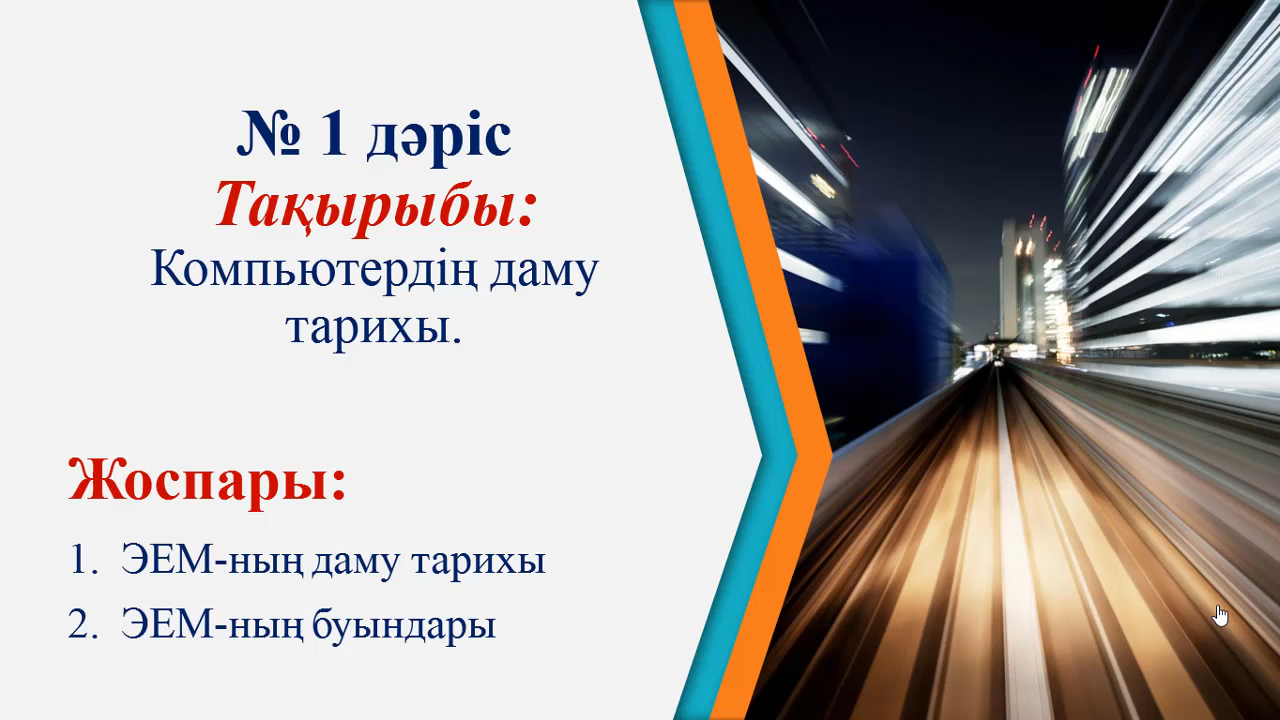 № 1 дәріс
Тақырыбы:
Компьютердің даму
тарихы.
Жоспары:
1. ЭЕМ-ның даму тарихы
2. ЭЕМ-ның буындары